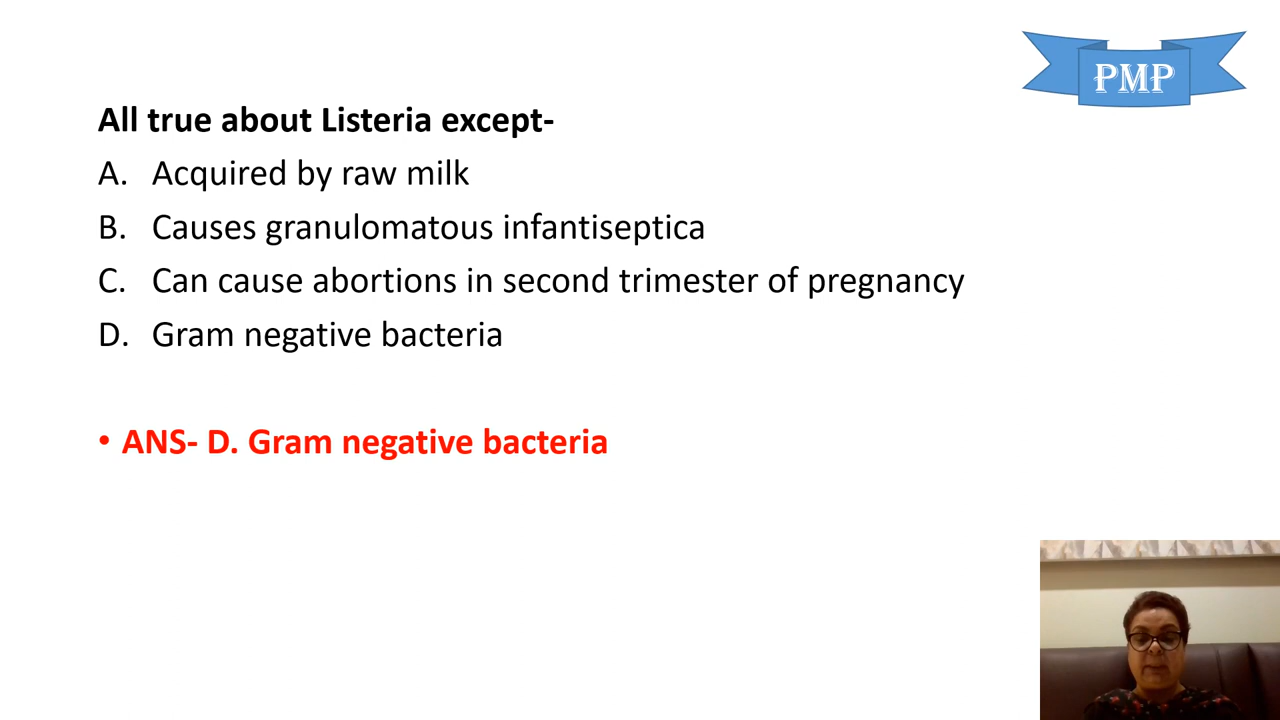 PMP
All true about Listeria except-
A. Acquired by raw milk
B. Causes granulomatous infantiseptica
C. Can cause abortions in second trimester of pregnancy
D. Gram negative bacteria
• ANS- D. Gram negative bacteria